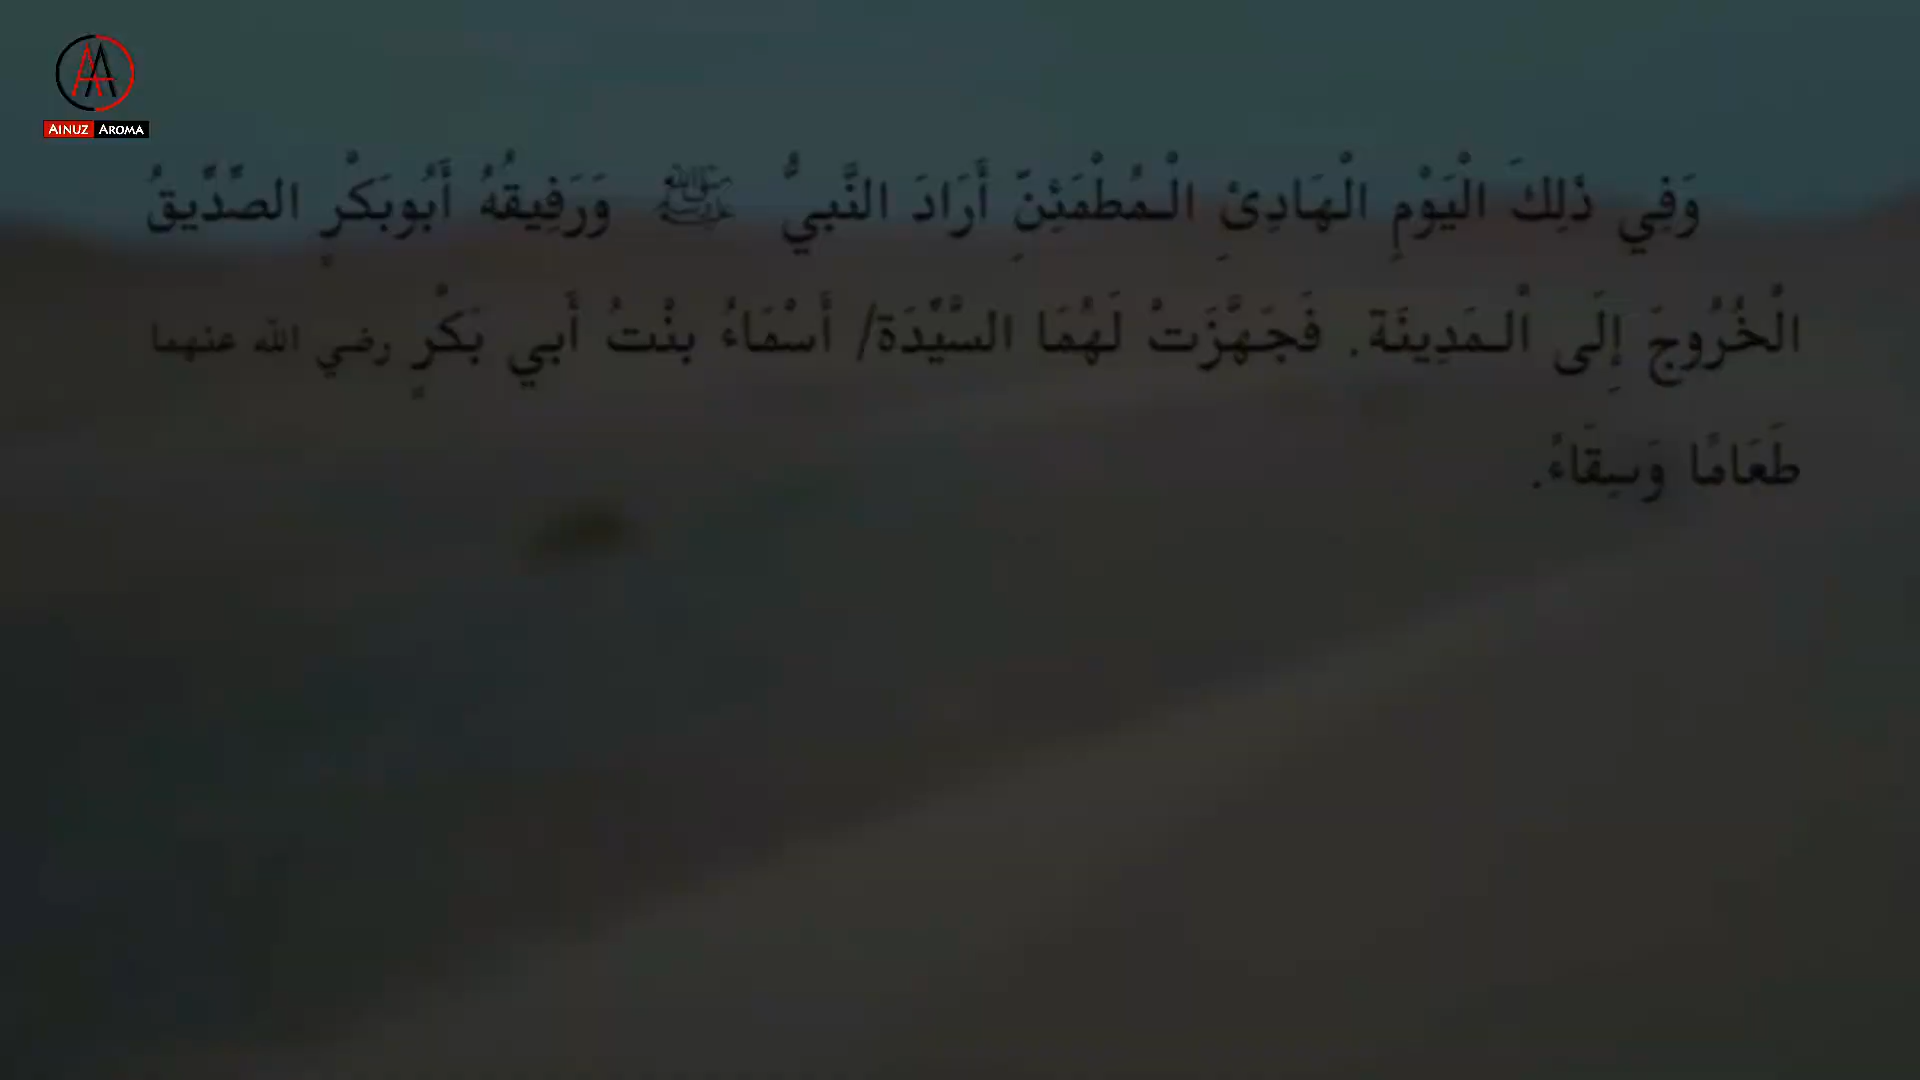 AINUZ AROMA
وَفِي ذَلِكَ الْيَوْمِ الْهَادِئِ الْمُطْمَئِنِّ أَرَادَ النَّبِيُّ ﷺ وَرَفِيقُهُ أَبُوبَكْرٍ الصِّدِّيقُ
الْخُرُوجَ إِلَى الْمَدِينَة. فَجَهَّزَتْ لَهُمَا السَّيِّدَة/ أَسْمَاءُ بِنْتُ أَبِي بَكْرٍ رضي الله عنهما
طَعَامًا وَسِقَاءً.